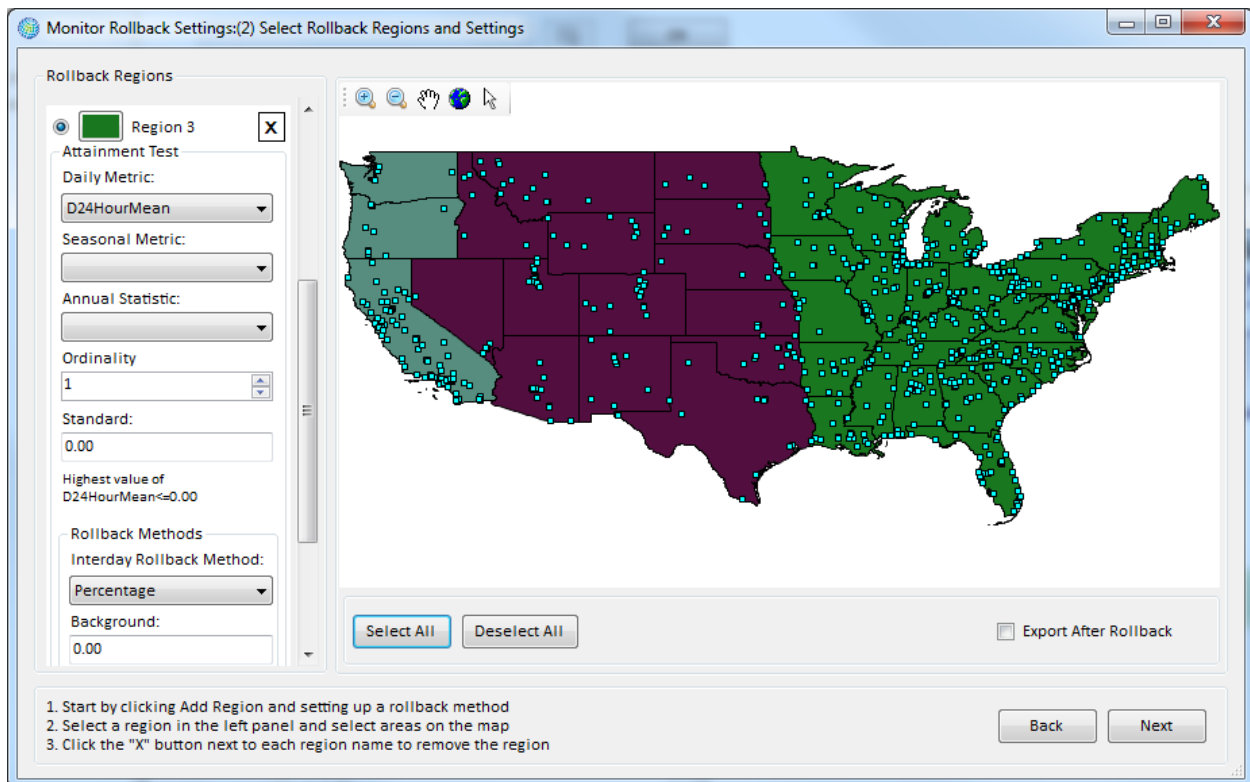 Monitor Rollback Settings:(2) Select Rollback Regions and Settings
Rollback Regions
Region 3
X
Attainment Test
Daily Metric:
D24HourMean
Seasonal Metric:
Annual Statistic:
Ordinality
1
Standard:
0.00
Highest value of
D24HourMean<=0.00
Rollback Methods
Interday Rollback Method:
Percentage
Background:
0.00
Select All
Deselect All
Export After Rollback
1. Start by clicking Add Region and setting up a rollback method
2. Select a region in the left panel and select areas on the map
3. Click the "X" button next to each region name to remove the region
Back
Next